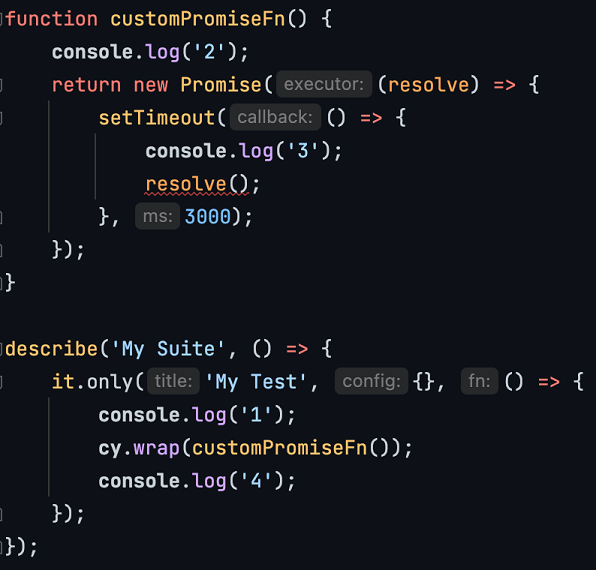 function customPromiseFn() {
console.log('2');
return new Promise( executor: (resolve) => {
setTimeout( callback: () => {
console.log('3');
resolve();
}, ms: 3000);
});
}
describe('My Suite', () => {
it.only( title: 'My Test', config: {}, fn: () => {
console.log('1');
cy.wrap(customPromiseFn());
console.log('4');
});
});